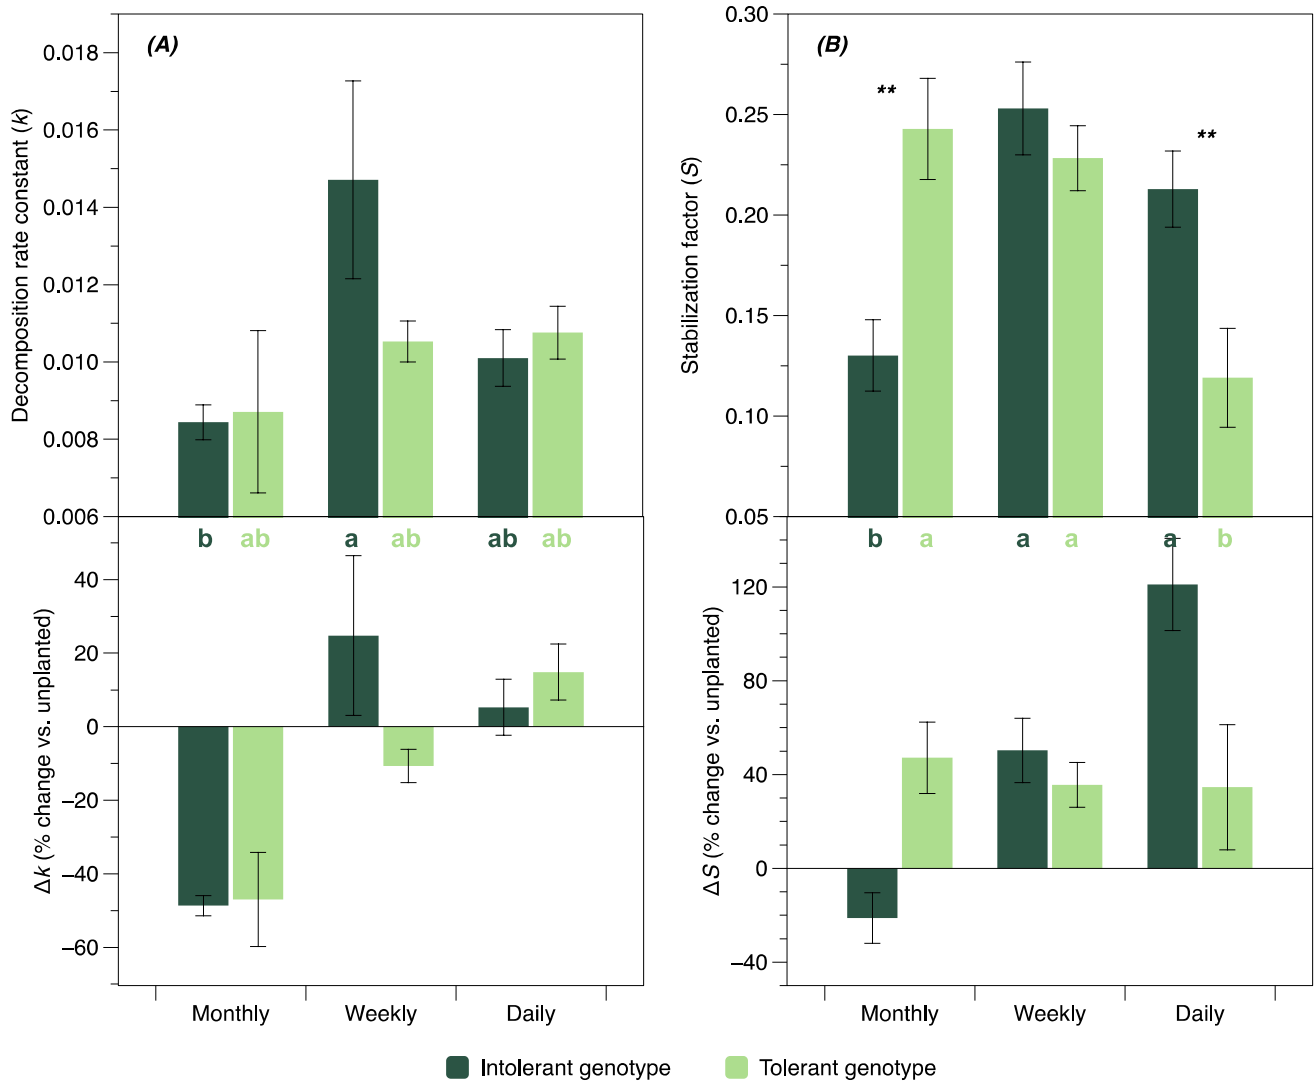 (A)
Decomposition rate constant (k)
0.018
0.016
0.014
0.012
0.010
0.008
0.006
b ab a ab ab ab
Δk (% change vs. unplanted)
40
20
0
−20
−40
−60
Monthly Weekly Daily
(B)
Stabilization factor (S)
0.30
0.25
0.20
0.15
0.10
0.05
** **
b a a a a b
ΔS (% change vs. unplanted)
120
80
40
0
−40
Monthly Weekly Daily
Intolerant genotype Tolerant genotype